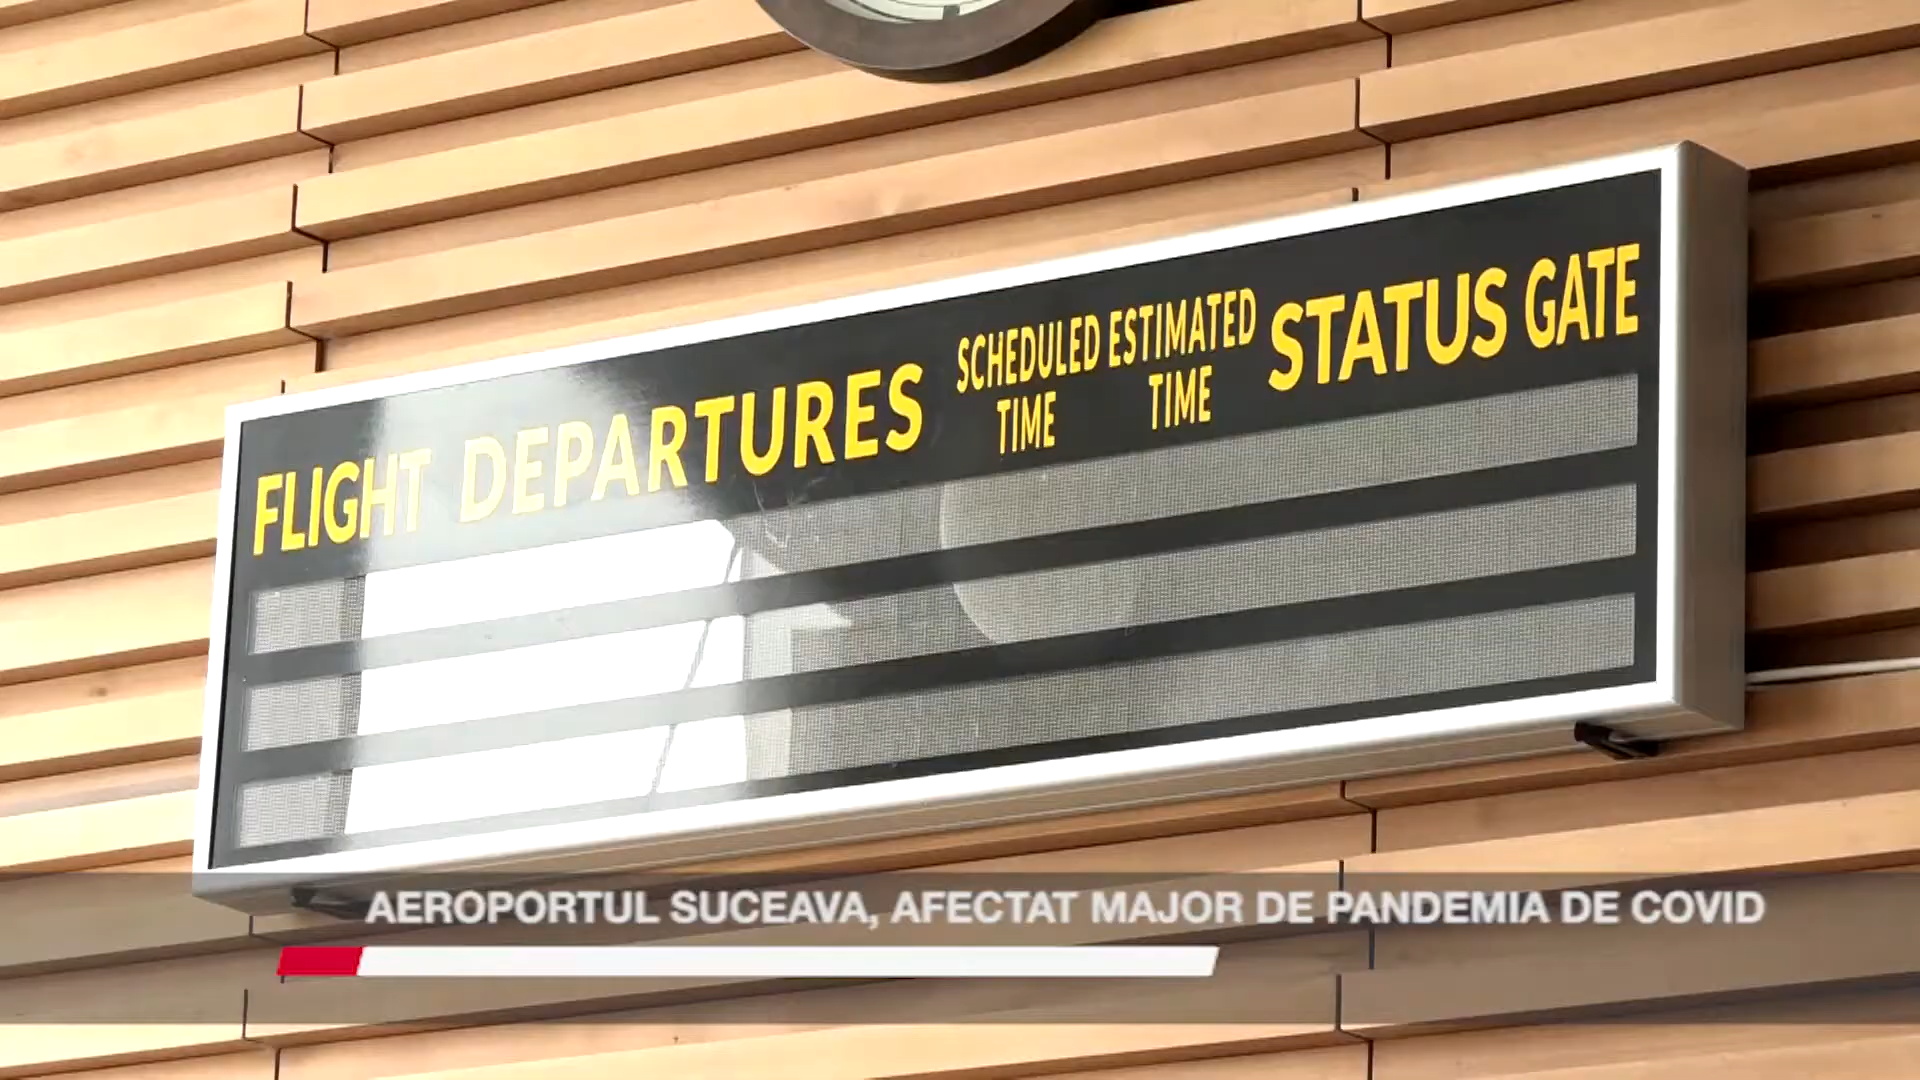 FLIGHT DEPARTURES SCHEDULED TIME ESTIMATED TIME STATUS GATE
AEROPORTUL SUCEAVA, AFECTAT MAJOR DE PANDEMIA DE COVID